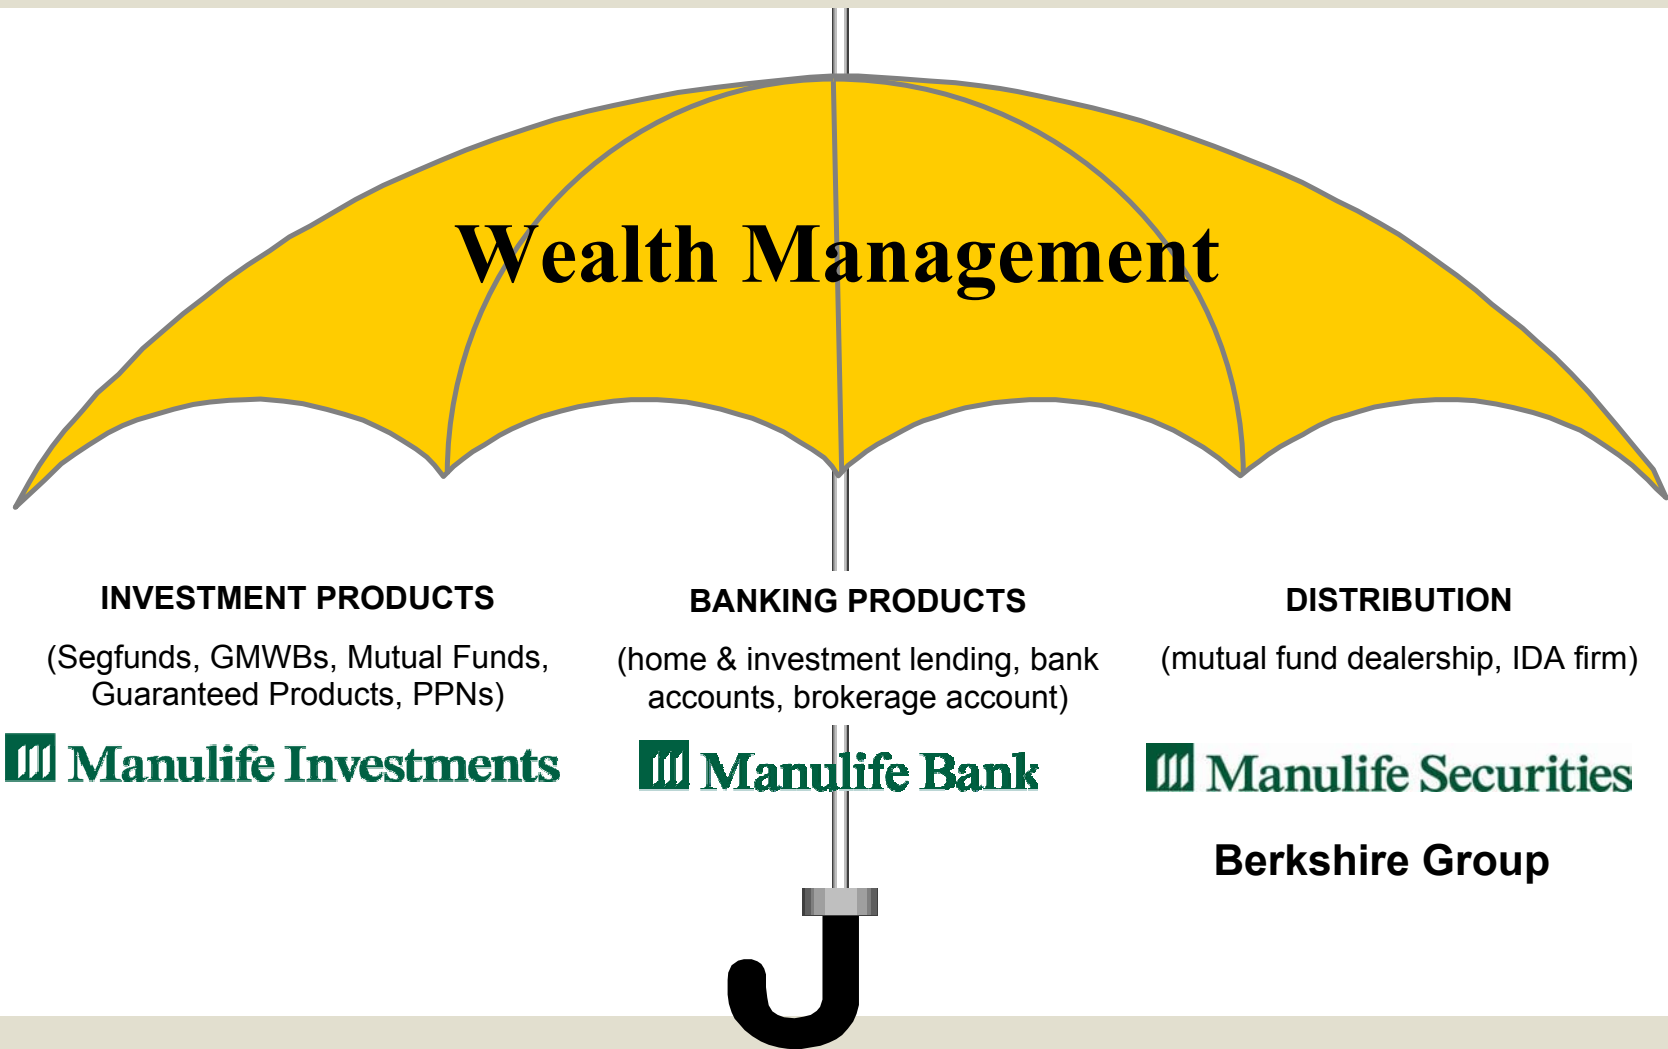 Wealth Management
INVESTMENT PRODUCTS
(Segfunds, GMWBs, Mutual Funds,
Guaranteed Products, PPNs)
Manulife Investments
BANKING PRODUCTS
(home & investment lending, bank
accounts, brokerage account)
Manulife Bank
DISTRIBUTION
(mutual fund dealership, IDA firm)
Manulife Securities
Berkshire Group